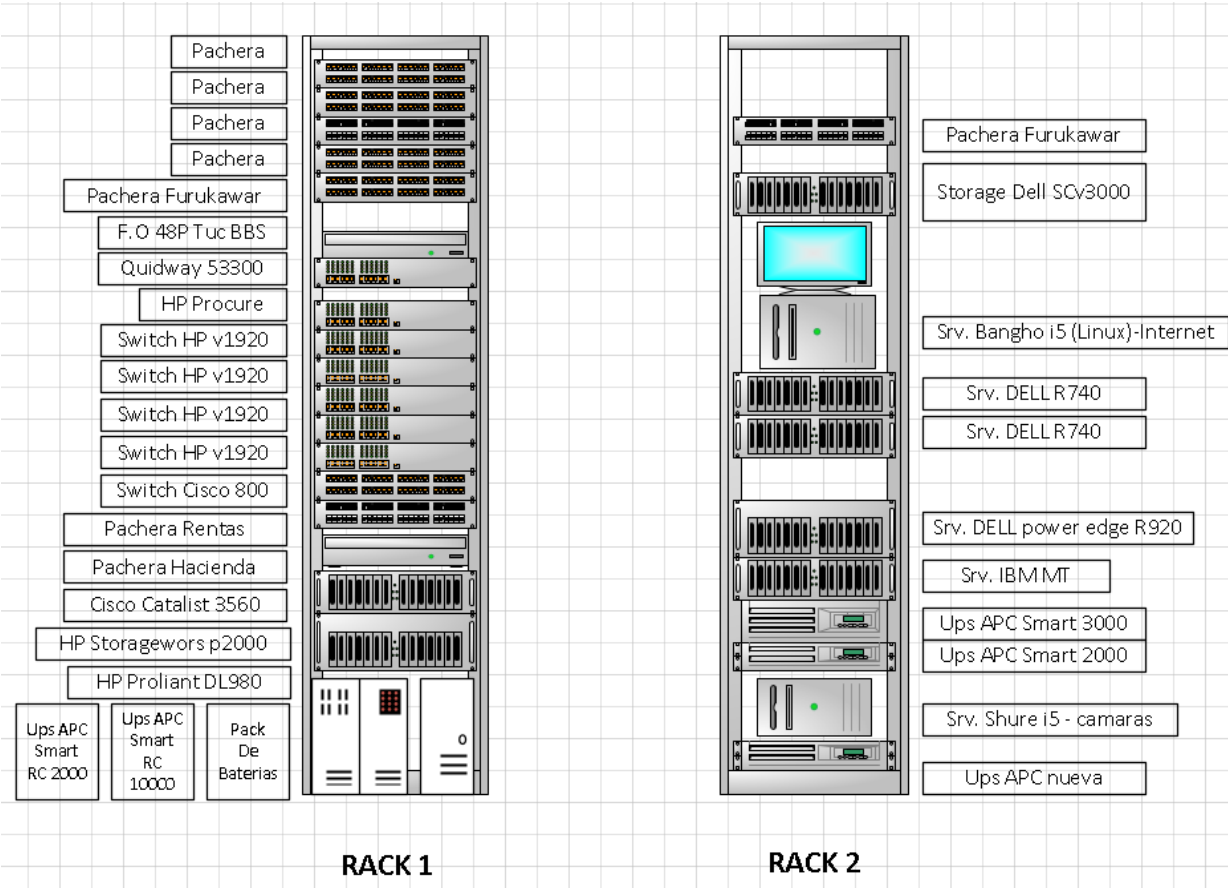 Pachera
Pachera
Pachera
Pachera
Pachera Furukawar
F.O 48P Tuc BBS
Quidway 53300
HP Procure
Switch HP v1920
Switch HP v1920
Switch HP v1920
Switch HP v1920
Switch Cisco 800
Pachera Rentas
Pachera Hacienda
Cisco Catalist 3560
HP Storagewors p2000
HP Proliant DL980
Ups APC
Smart
RC 2000
Ups APC
Smart
RC
10000
Pack
De
Baterias
RACK 1
Pachera Furukawar
Storage Dell SCv3000
Srv. Bangho i5 (Linux)-Internet
Srv. DELL R740
Srv. DELL R740
Srv. DELL power edge R920
Srv. IBM MT
Ups APC Smart 3000
Ups APC Smart 2000
Srv. Shure i5 - camaras
Ups APC nueva
RACK 2